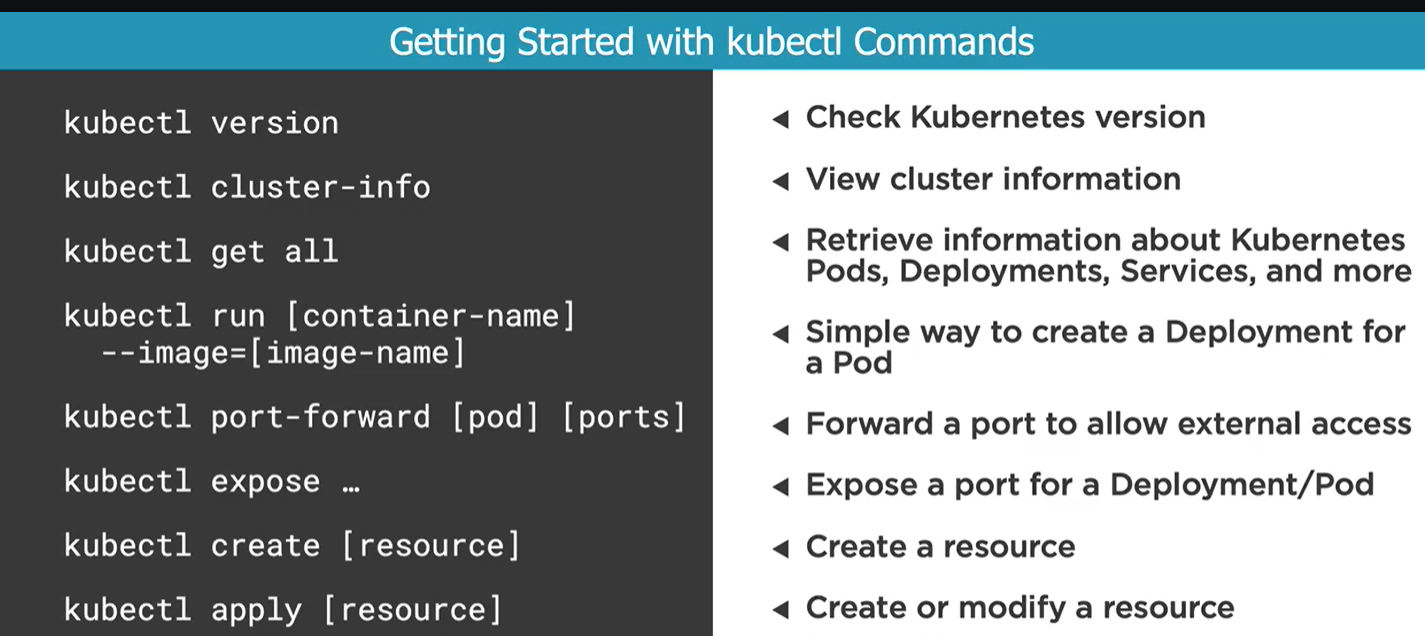 Getting Started with kubectl Commands
kubectl version
◀ Check Kubernetes version
kubectl cluster-info
◀ View cluster information
kubectl get all
◀ Retrieve information about Kubernetes
Pods, Deployments, Services, and more
kubectl run [container-name]
--image=[image-name]
◀ Simple way to create a Deployment for
a Pod
kubectl port-forward [pod] [ports]
◀ Forward a port to allow external access
kubectl expose …
◀ Expose a port for a Deployment/Pod
kubectl create [resource]
◀ Create a resource
kubectl apply [resource]
◀ Create or modify a resource